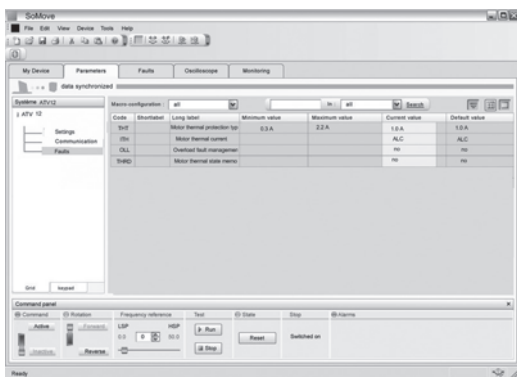 SoMove
File Edit View Device Tools Help
My Device Parameters Faults Oscilloscope Monitoring
data synchronized
Système ATV12
ATV 12
Settings
Communication
Faults
Grid keypad
Macro configuration : all In : all Search
Code Shortlabel Long label Minimum value Maximum value Current value Default value
THT Motor thermal protection typ 0.3 A 2.2 A 1.0 A 1.0 A
ITH Motor thermal current ALC ALC
OLL Overload fault managemen no no
THRD Motor thermal state memo no no
Command panel
Command Rotation Frequency reference Test State Stop Alarms
Active Forward LSP HSP Run Reset Switched on
0.0 0 50.0
Inactive Reverse Stop
Ready